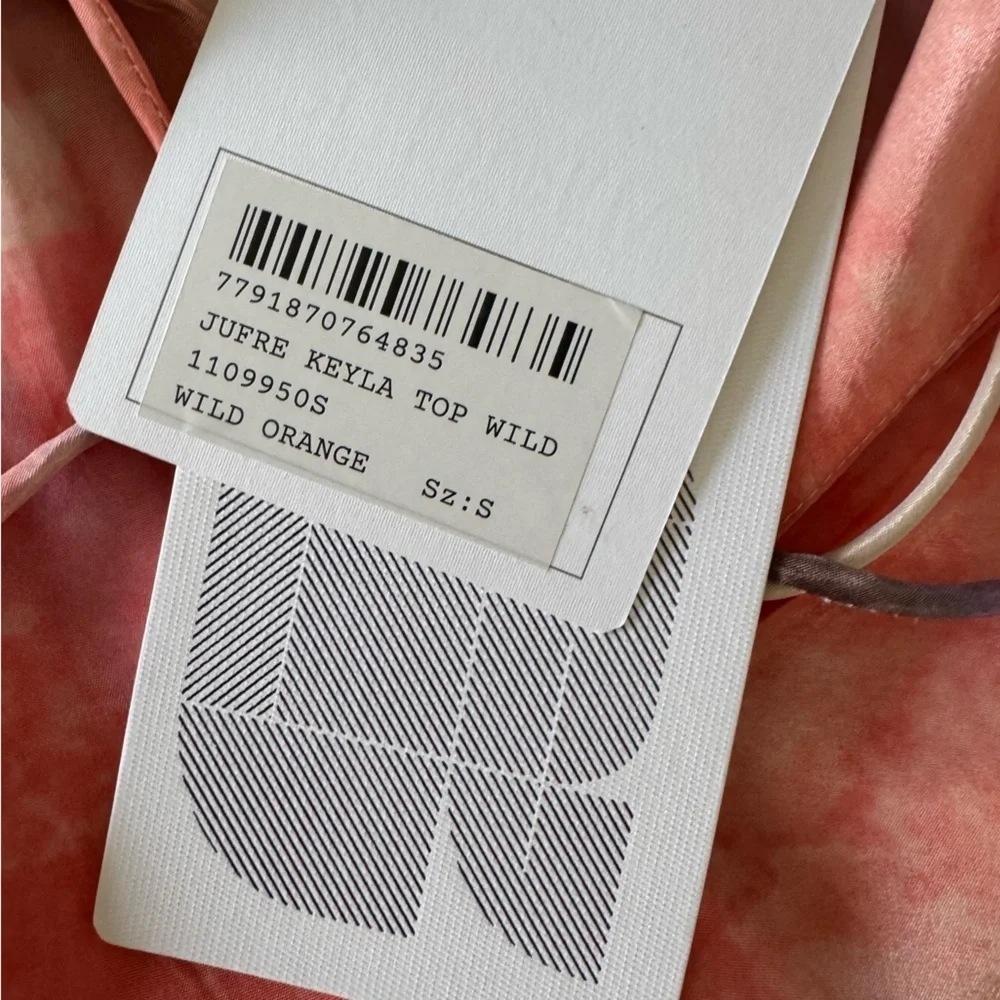 7791870764835
JUFRE KEYLA TOP WILD
1109950S
WILD ORANGE Sz:S